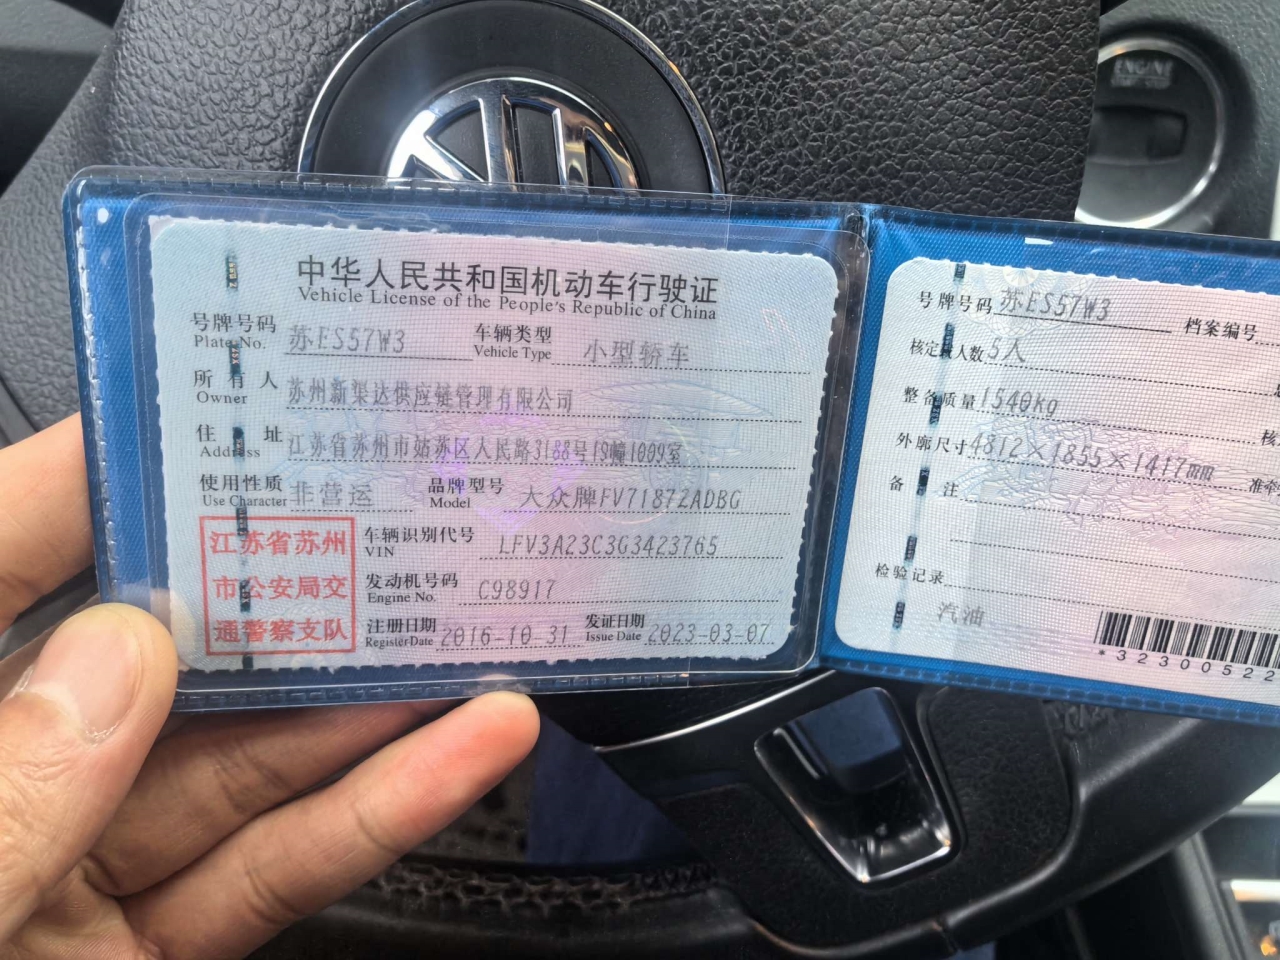 ENGINE
中华人民共和国机动车行驶证
Vehicle License of the People's Republic of China
号牌号码 苏ES57W3 车辆类型 小型轿车
Plate No. Vehicle Type
所有人 苏州新渠达供应链管理有限公司
Owner
住址 江苏省苏州市姑苏区人民路3188号19幢1009室
Address
使用性质 非营运 品牌型号 大众牌FV7187ZADBG
Use Character Model
江苏省苏州
市公安局交
通警察支队
车辆识别代号 LFV3A23C3G3423765
VIN
发动机号码 C98917
Engine No.
注册日期 2016-10-31 发证日期 2023-03-07
Register Date Issue Date
号牌号码 苏ES57W3 档案编号
核定载人数 5人
整备质量 1540kg 核
外廓尺寸 4812×1855×1417mm 准牵
备注
检验记录
汽油
*32300522